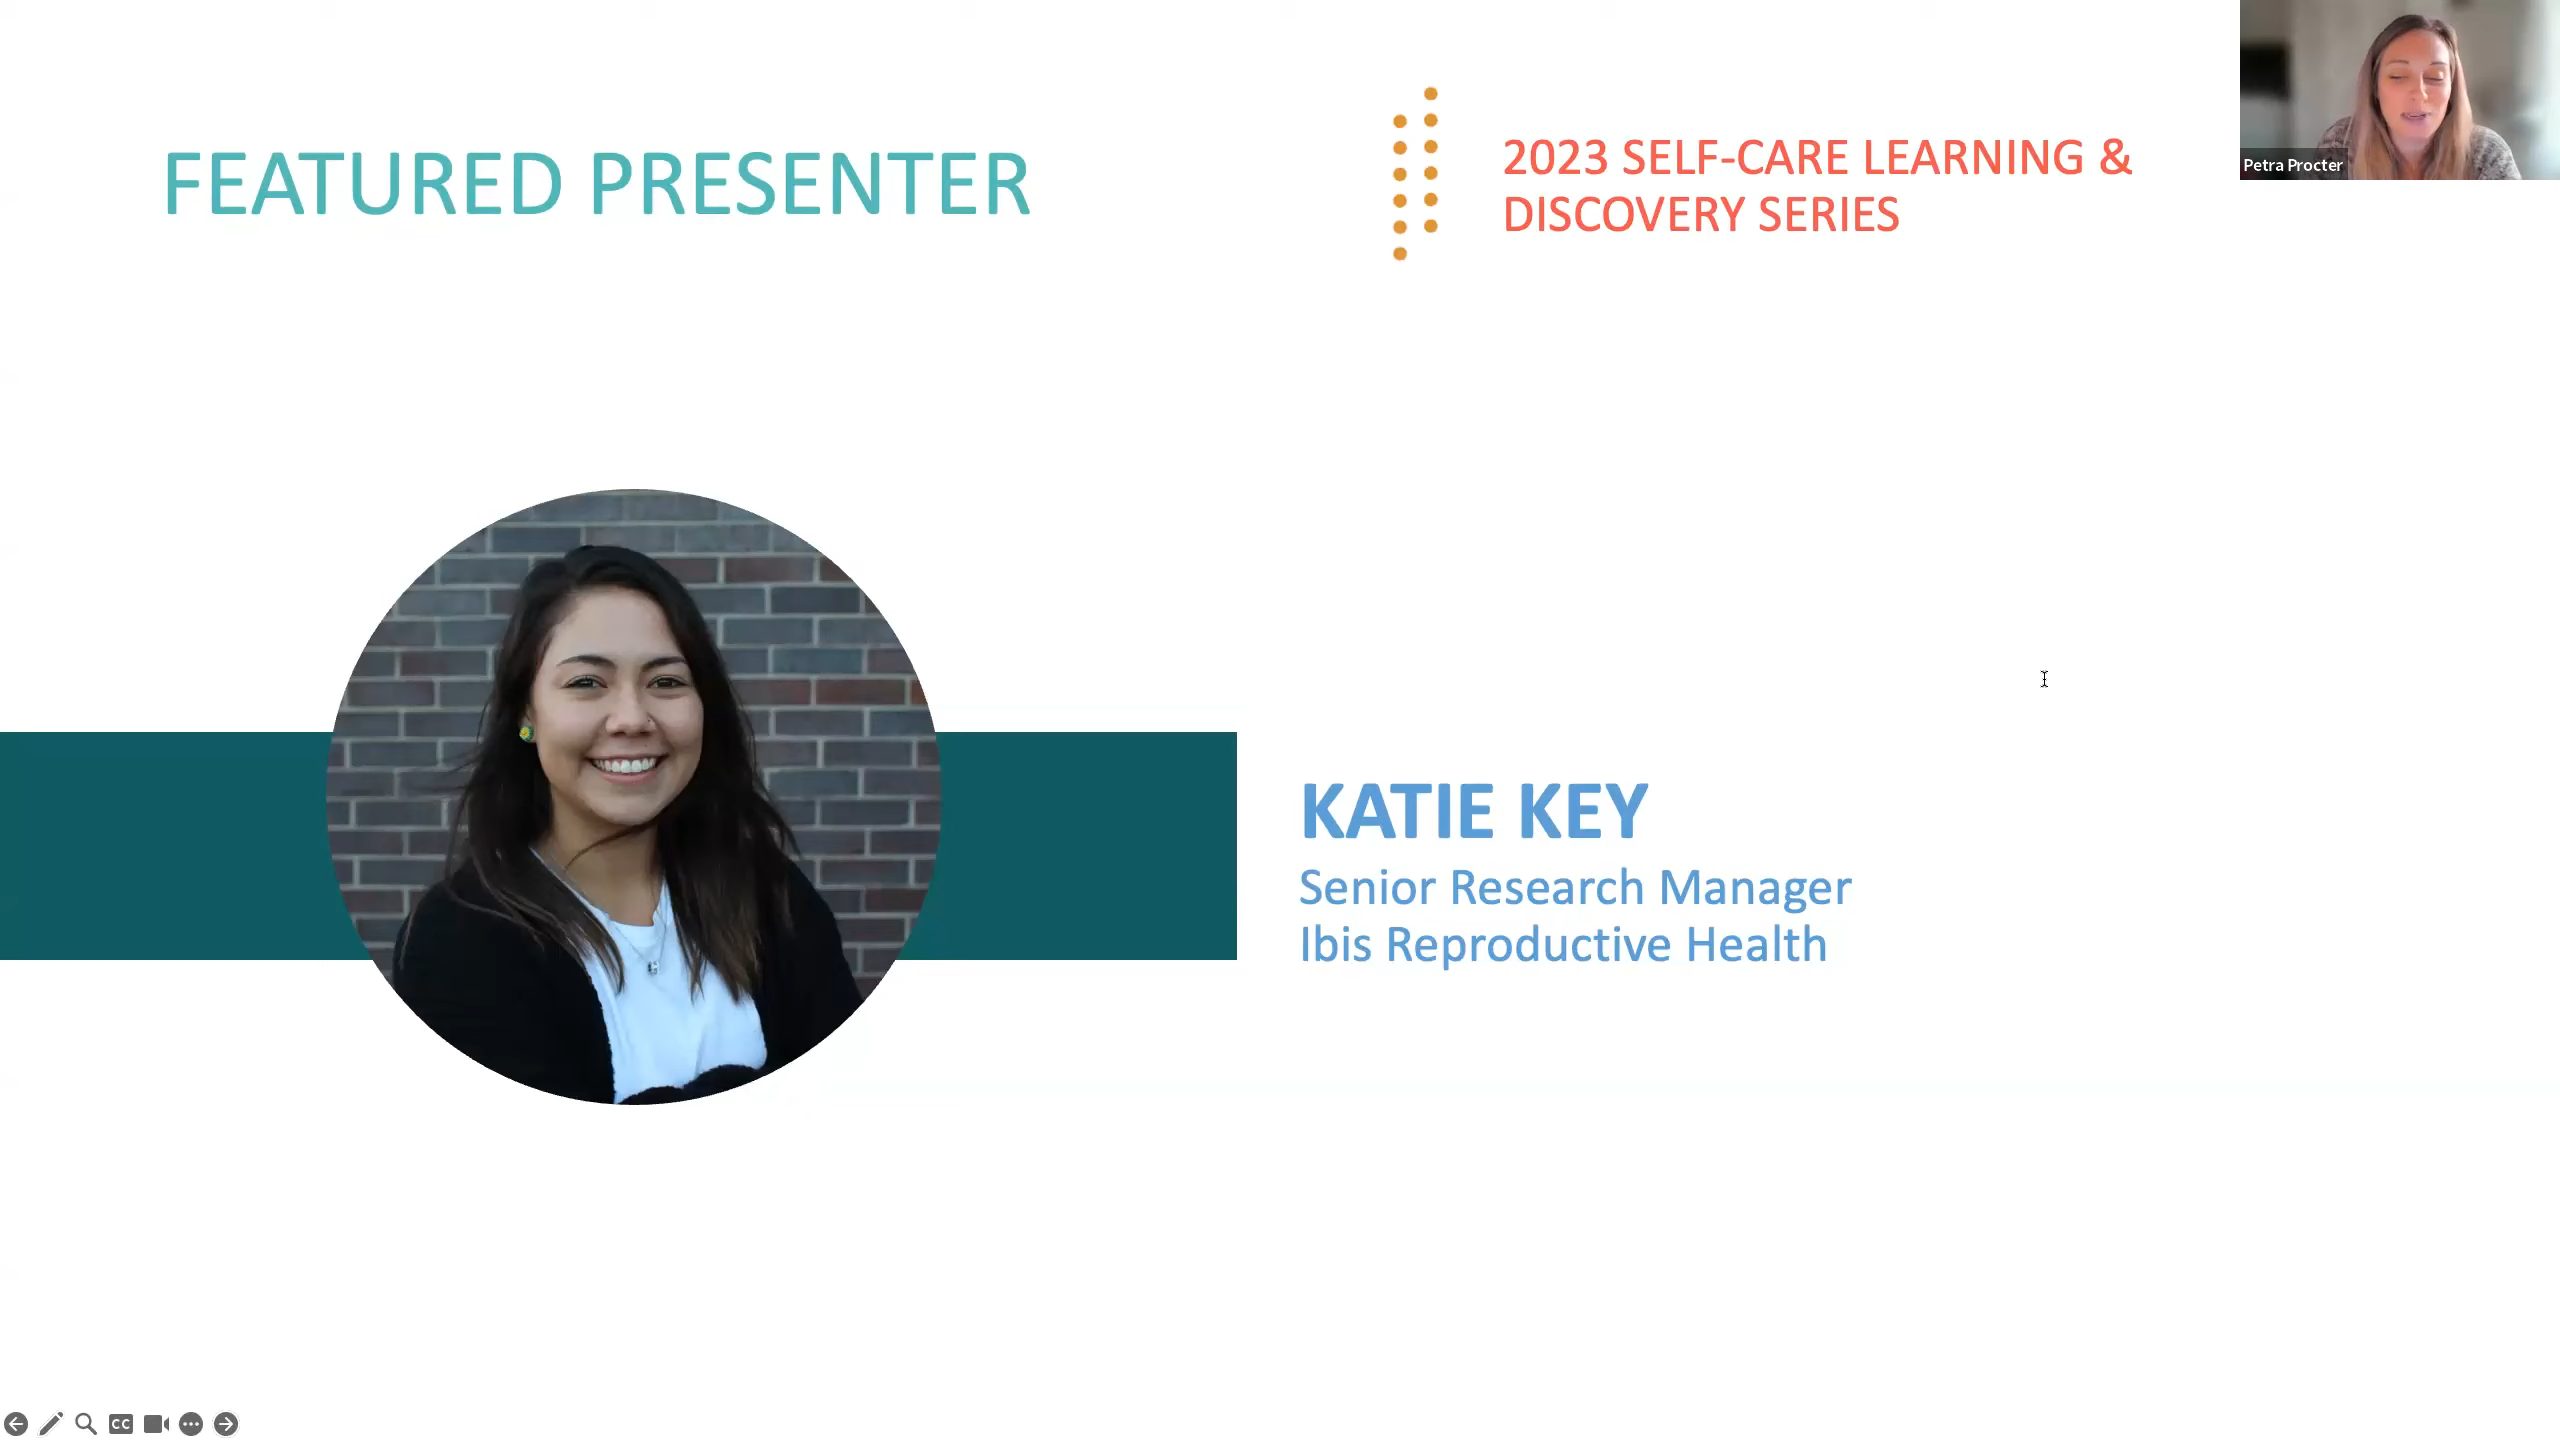 FEATURED PRESENTER
2023 SELF-CARE LEARNING &
DISCOVERY SERIES
Petra Procter
KATIE KEY
Senior Research Manager
Ibis Reproductive Health
CC